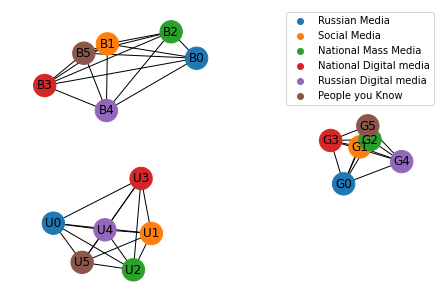 Russian Media
Social Media
National Mass Media
National Digital media
Russian Digital media
People you Know
B2
B1
B5
B0
B3
B4
G5
G3
G2
G1
G4
G0
U3
U0
U4
U1
U5
U2